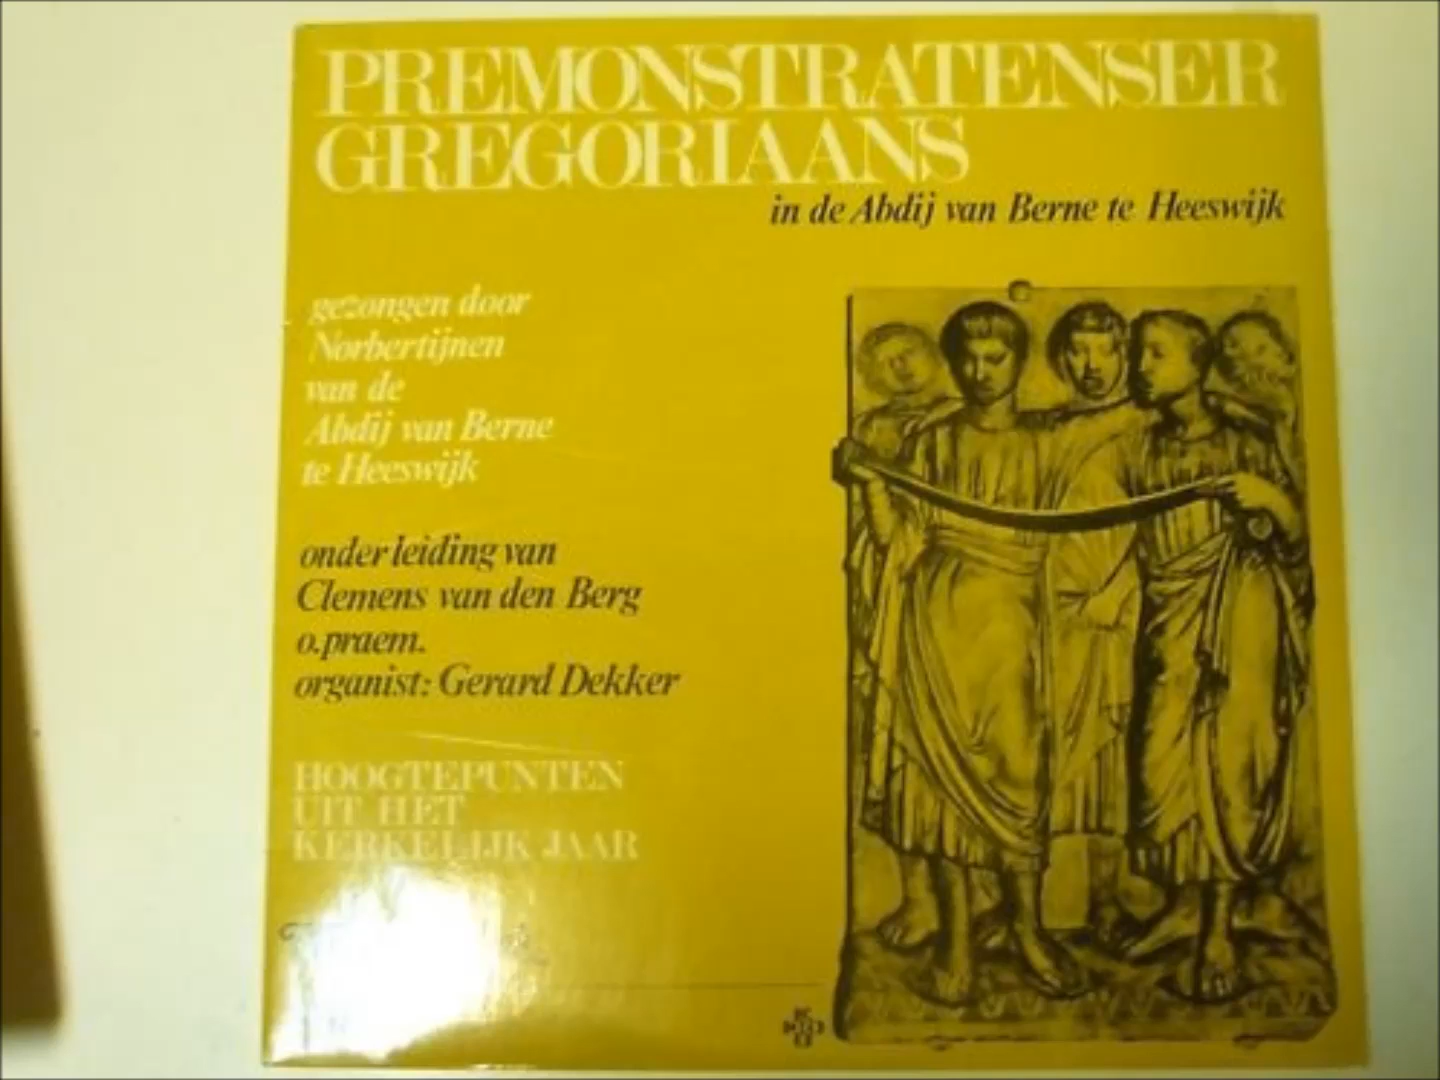 PREMONSTRATENSER
GREGORIAANS
in de Abdij van Berne te Heeswijk
gezongen door
Norbertijnen
van de
Abdij van Berne
te Heeswijk
onder leiding van
Clemens van den Berg
o.praem.
organist: Gerard Dekker
HOOGTEPUNTEN
UIT HET
KERKELIJK JAAR